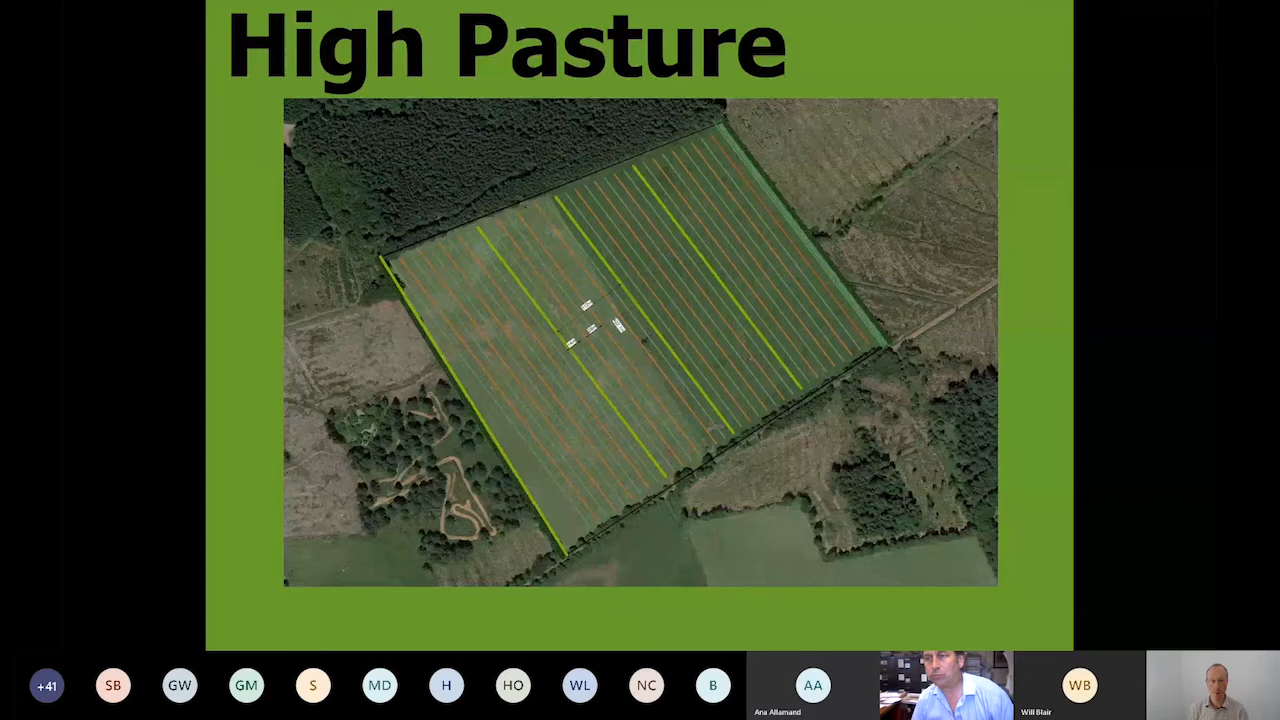 High Pasture
+41
SB
GW
GM
S
MD
H
HO
WL
NC
B
AA
WB
Ana Allamand
Will Blair